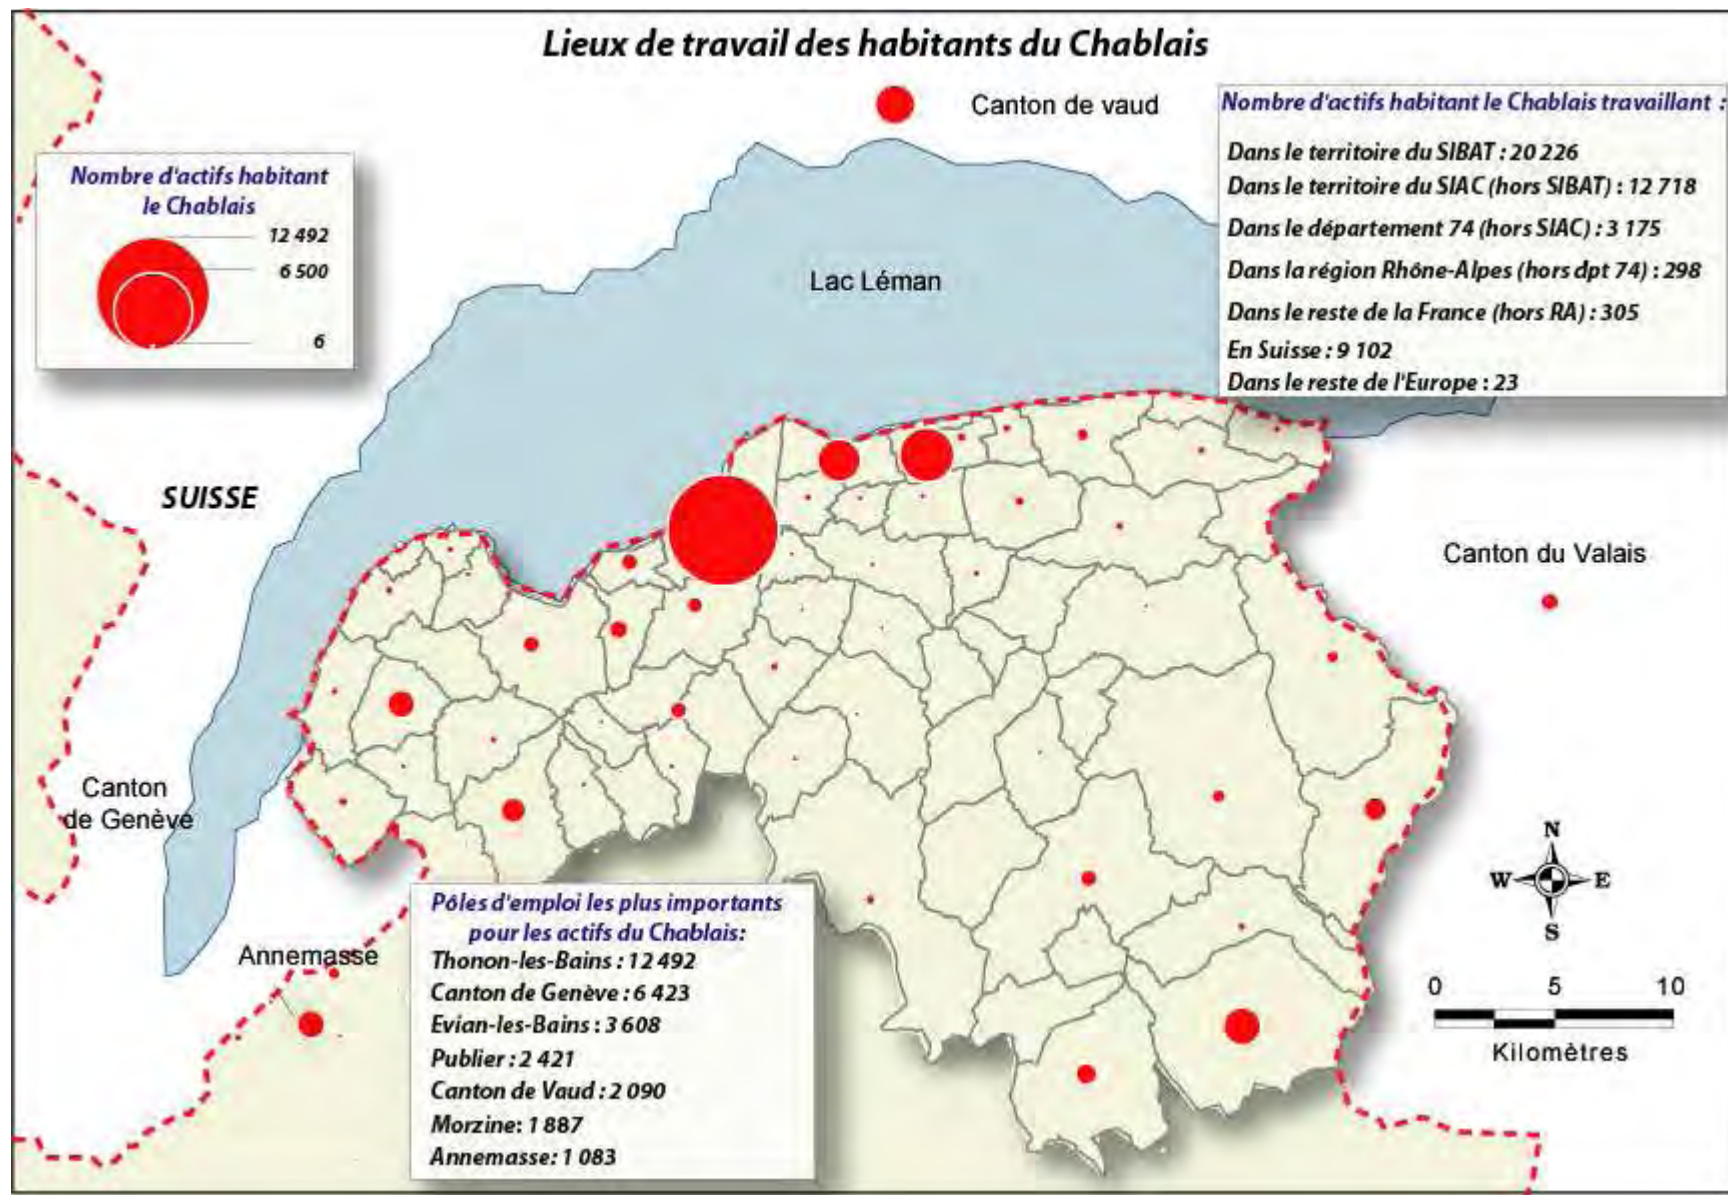 Lieux de travail des habitants du Chablais
Canton de vaud
Nombre d'actifs habitant
le Chablais
12 492
6 500
6
Nombre d'actifs habitant le Chablais travaillant :
Dans le territoire du SIBAT : 20 226
Dans le territoire du SIAC (hors SIBAT) : 12 718
Dans le département 74 (hors SIAC) : 3 175
Dans la région Rhône-Alpes (hors dpt 74) : 298
Dans le reste de la France (hors RA) : 305
En Suisse : 9 102
Dans le reste de l'Europe : 23
Lac Léman
SUISSE
Canton du Valais
Canton
de Genève
Annemasse
Pôles d'emploi les plus importants
pour les actifs du Chablais:
Thonon-les-Bains : 12 492
Canton de Genève : 6 423
Evian-les-Bains : 3 608
Publier : 2 421
Canton de Vaud : 2 090
Morzine: 1 887
Annemasse: 1 083
N
W E
S
0 5 10
Kilomètres